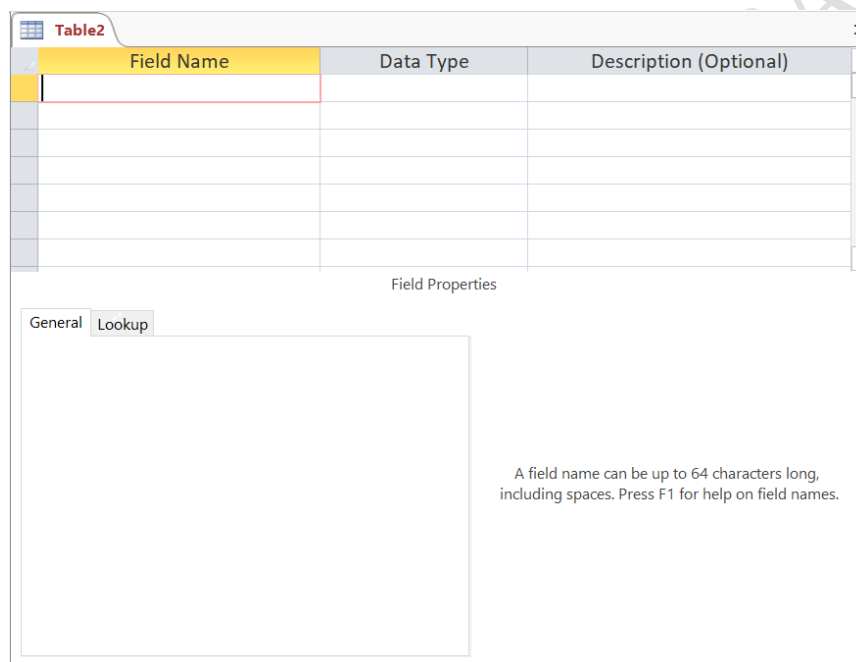 Table2
Field Name Data Type Description (Optional)
Field Properties
General Lookup
A field name can be up to 64 characters long,
including spaces. Press F1 for help on field names.